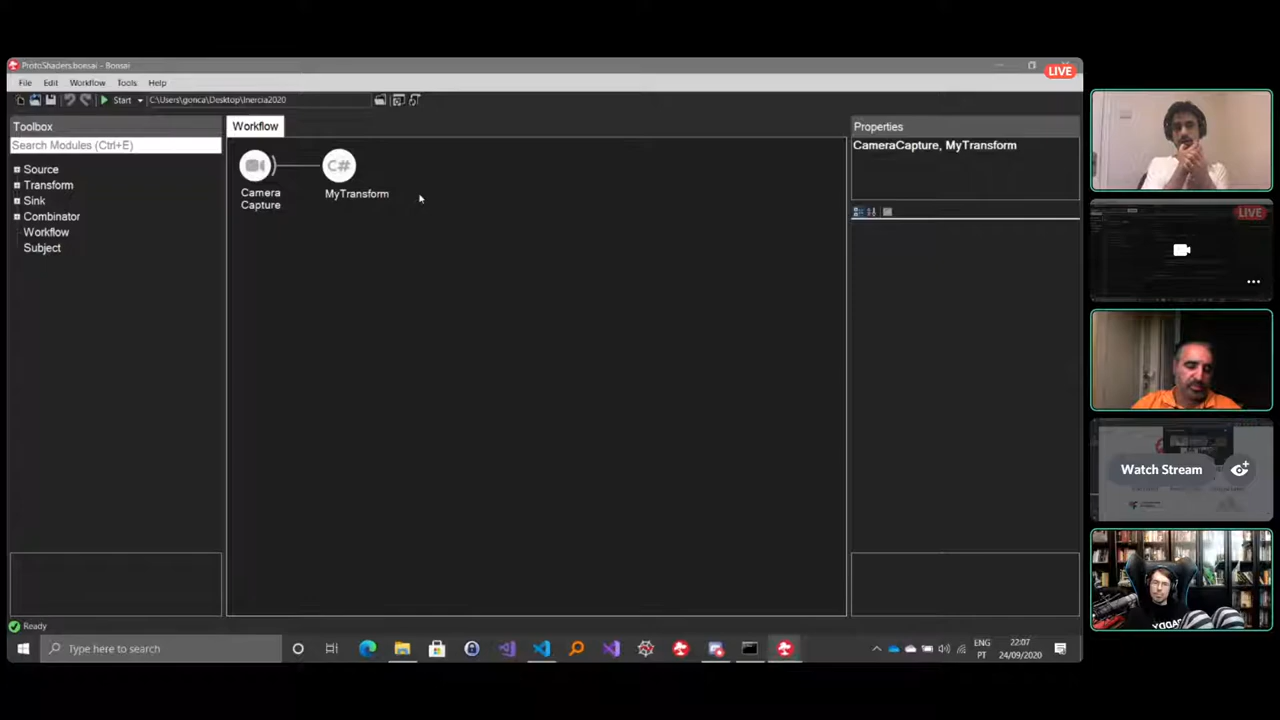 ProtoShaders.bonsai - Bonsai
LIVE
File Edit Workflow Tools Help
Start C:\Users\gonca\Desktop\Inercia2020
Toolbox
Workflow
Properties
Search Modules (Ctrl+E)
CameraCapture, MyTransform
Source
Transform
Sink
Combinator
Workflow
Subject
C#
Camera
Capture
MyTransform
LIVE
Watch Stream
Ready
Type here to search
ENG
PT
22:07
24/09/2020